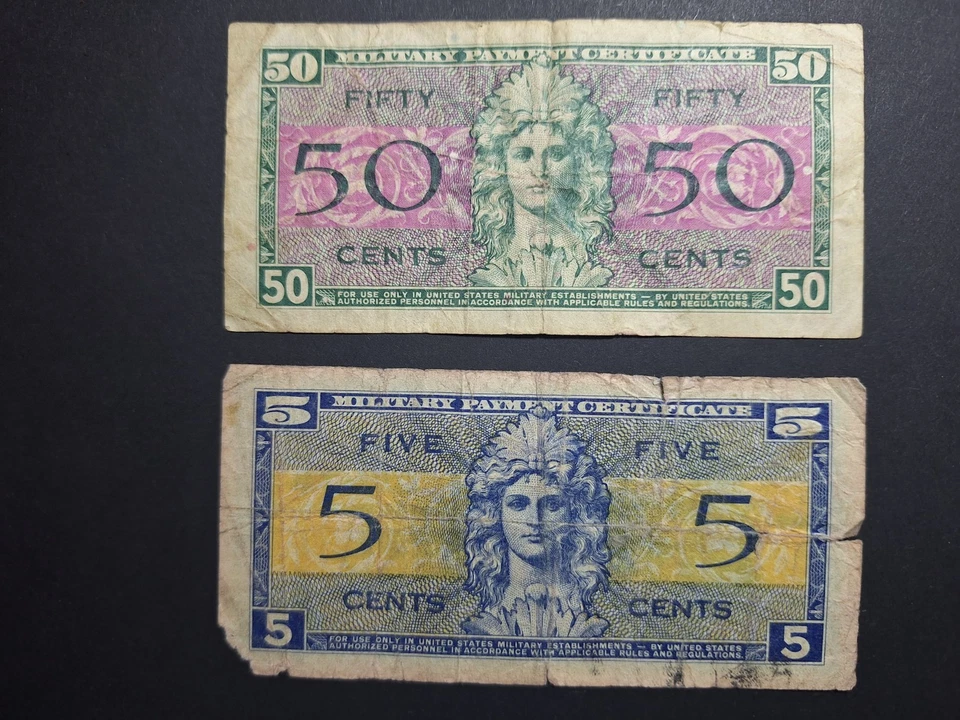 50 MILITARY PAYMENT CERTIFICATE 50
FIFTY FIFTY
50 50
CENTS CENTS
50 FOR USE ONLY IN UNITED STATES MILITARY ESTABLISHMENTS — BY UNITED STATES 50
AUTHORIZED PERSONNEL IN ACCORDANCE WITH APPLICABLE RULES AND REGULATIONS.
5 MILITARY PAYMENT CERTIFICATE 5
FIVE FIVE
5 5
CENTS CENTS
5 FOR USE ONLY IN UNITED STATES MILITARY ESTABLISHMENTS — BY UNITED STATES 5
AUTHORIZED PERSONNEL IN ACCORDANCE WITH APPLICABLE RULES AND REGULATIONS.